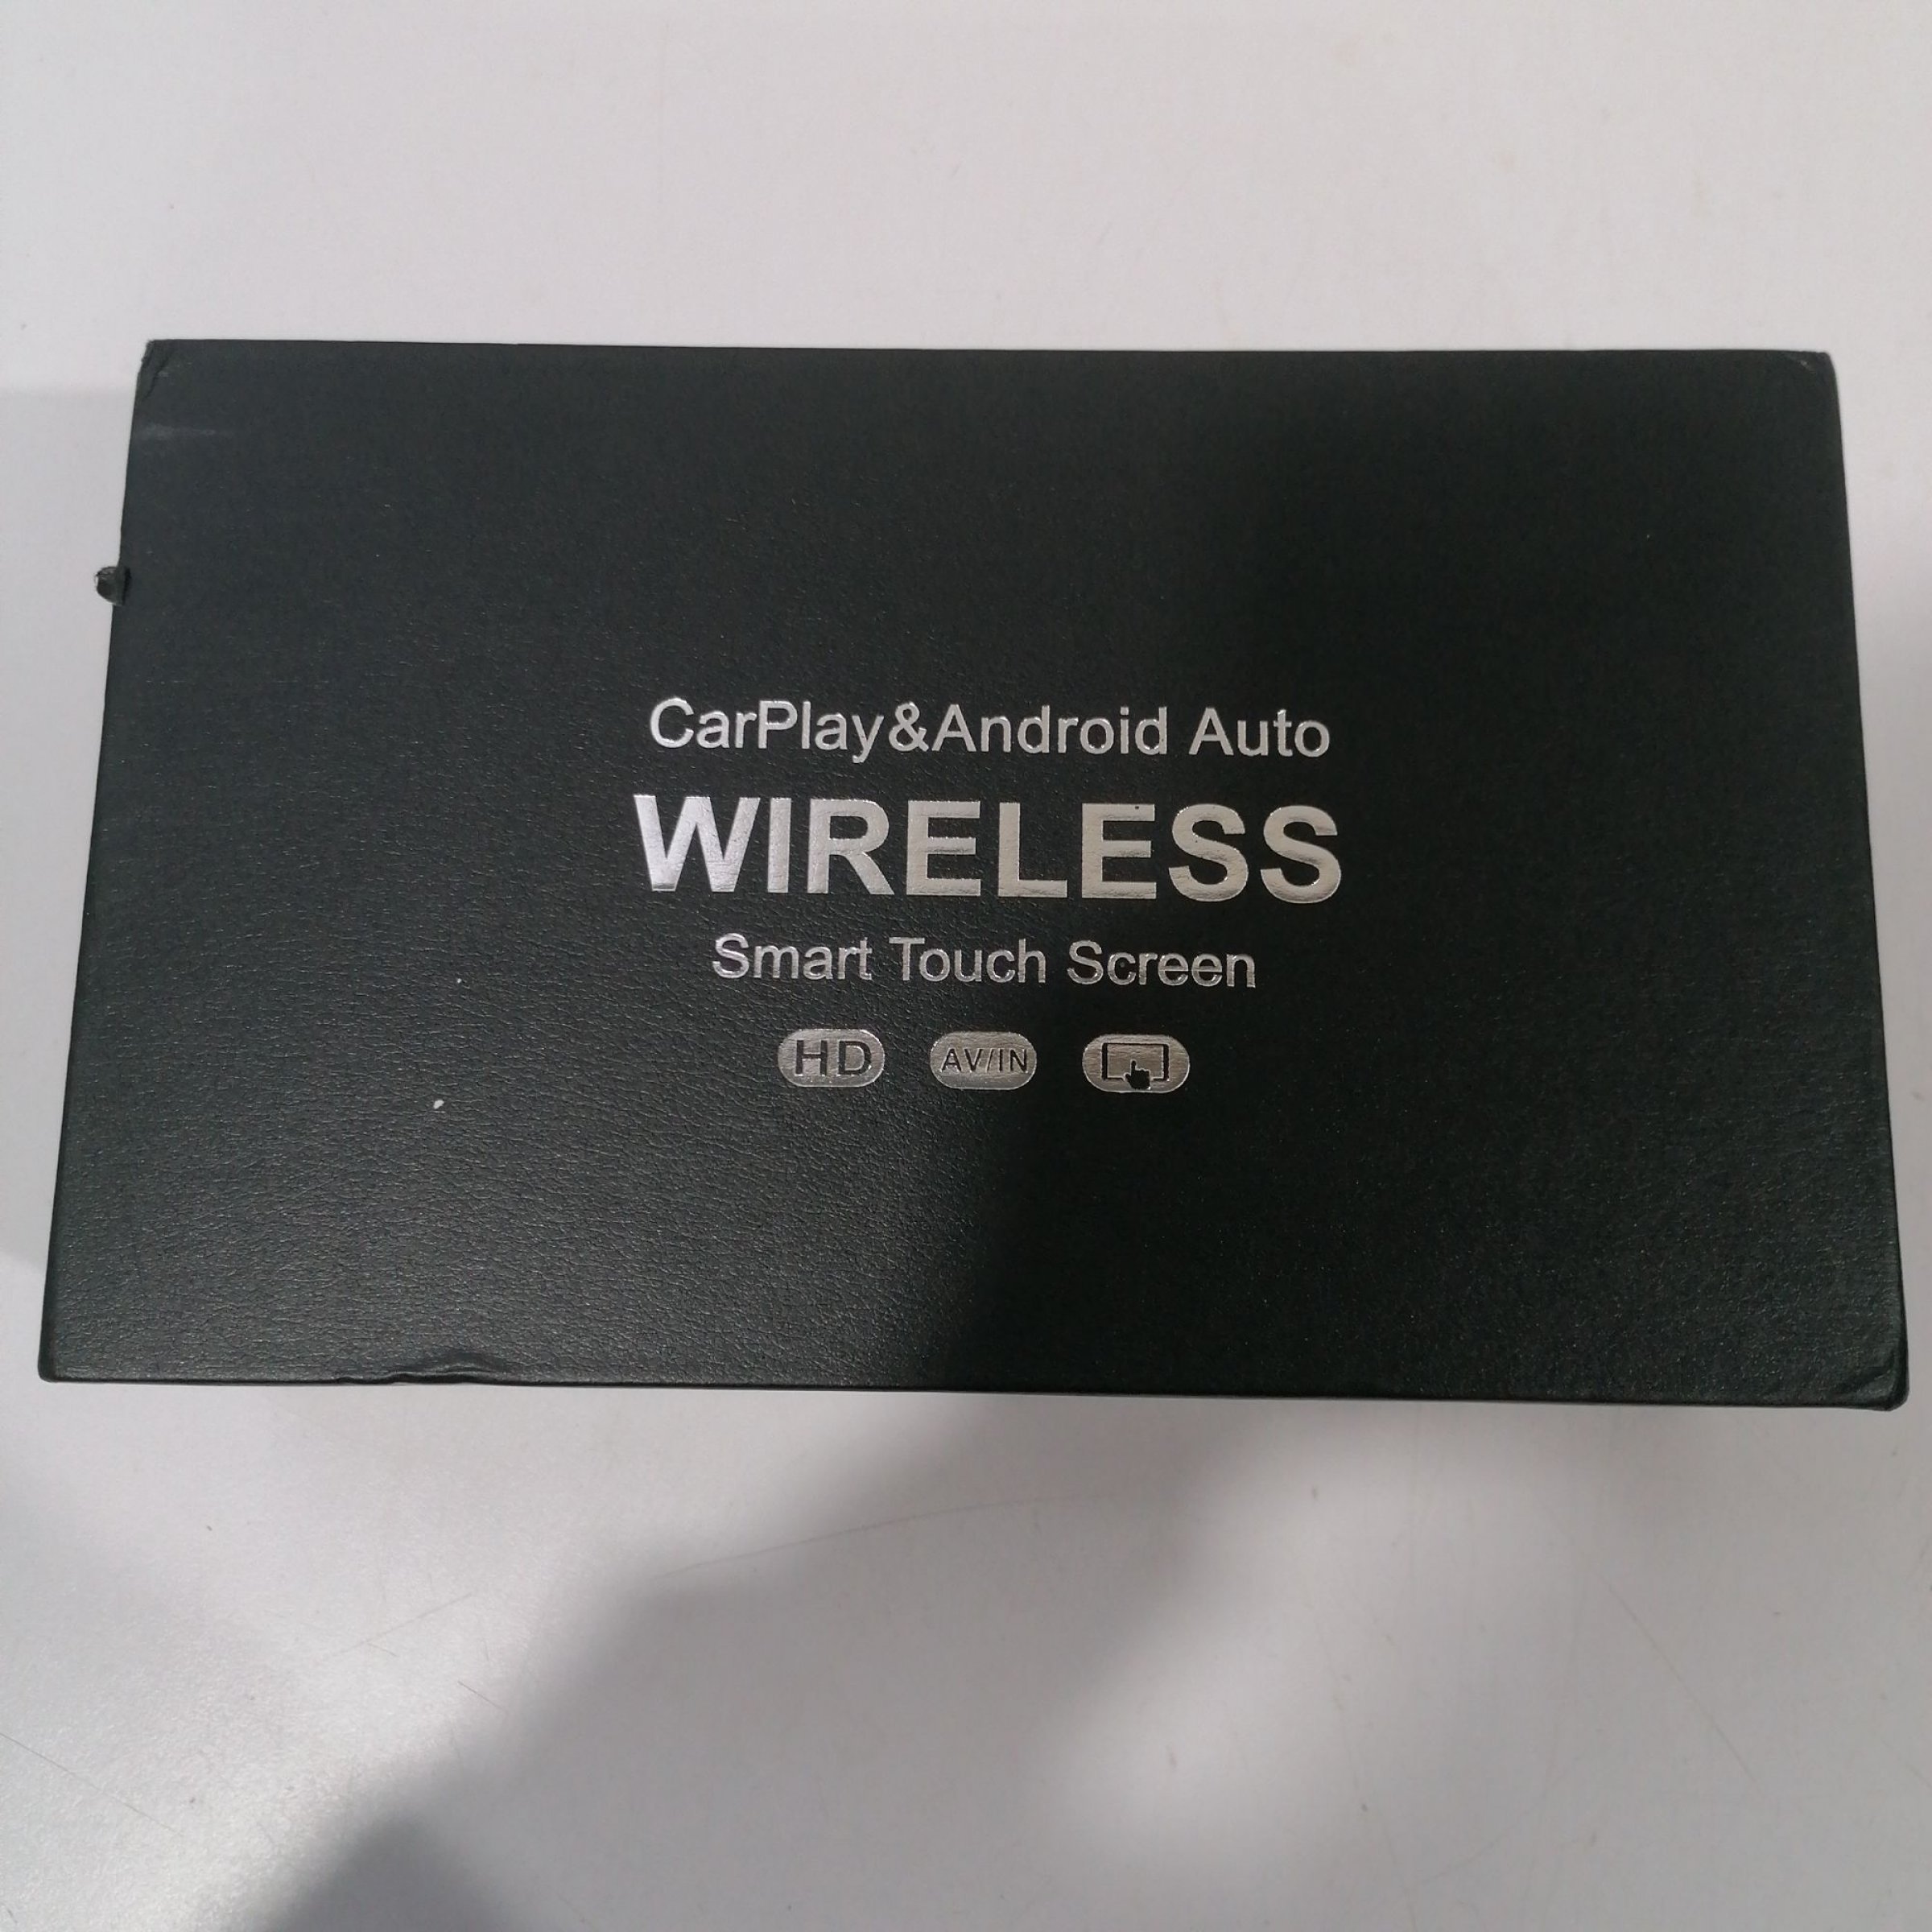 CarPlay&Android Auto
WIRELESS
Smart Touch Screen
HD AV/IN